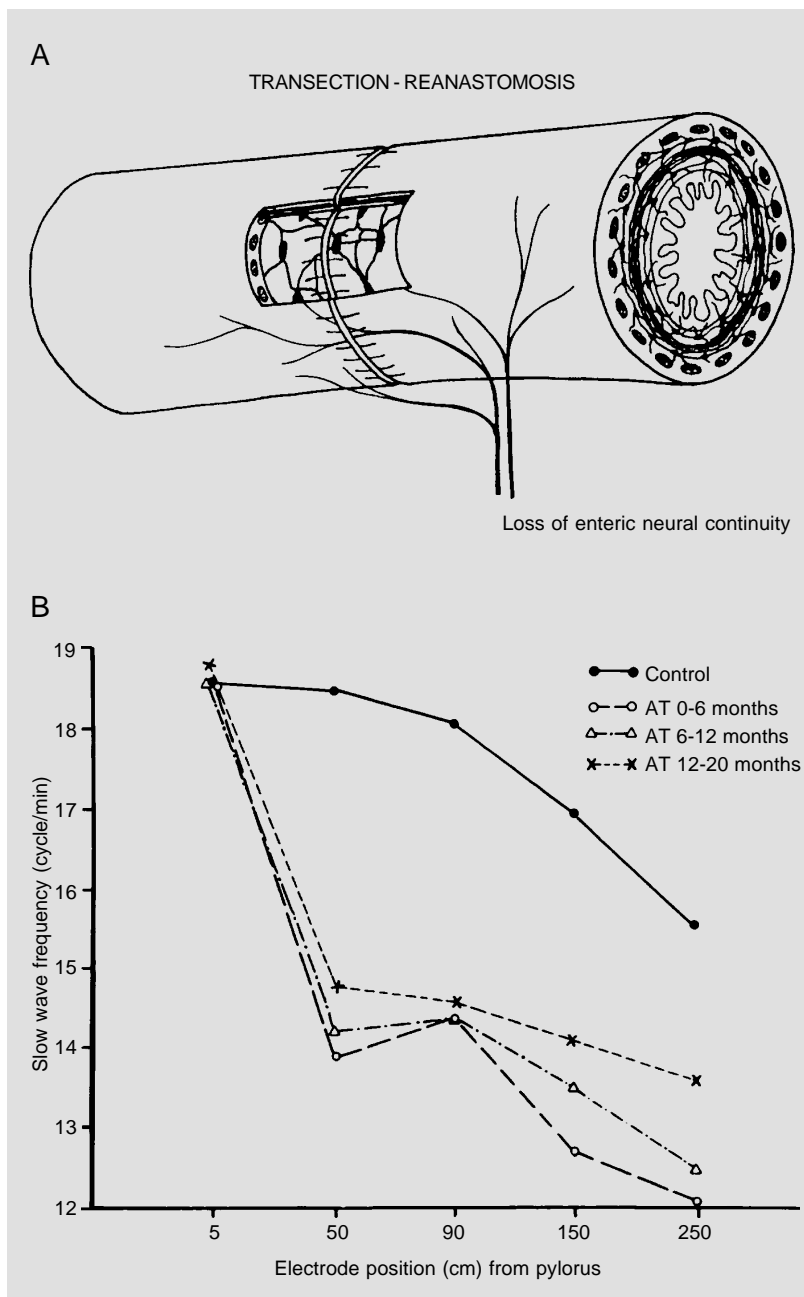 A
TRANSECTION - REANASTOMOSIS
Loss of enteric neural continuity
B
19
18
17
16
15
14
13
12
Slow wave frequency (cycle/min)
Control
AT 0-6 months
AT 6-12 months
AT 12-20 months
5 50 90 150 250
Electrode position (cm) from pylorus